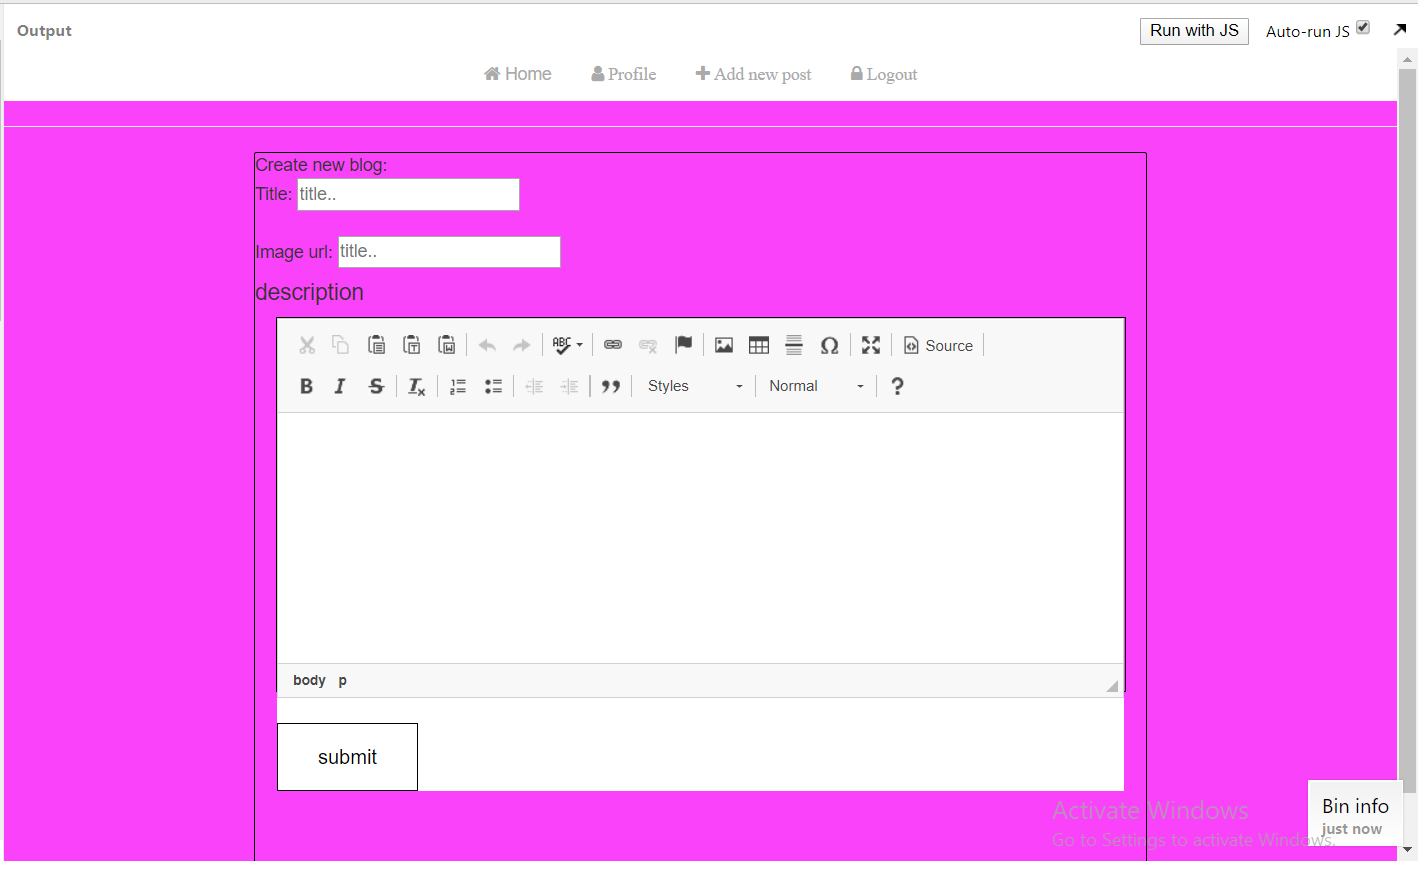 Output Run with JS Auto-run JS
Home Profile Add new post Logout
Create new blog:
Title: title..
Image url: title..
description
ABC Source
B I S Tx Styles Normal ?
body p
submit
Activate Windows
Go to Settings to activate Windows.
Bin info
just now